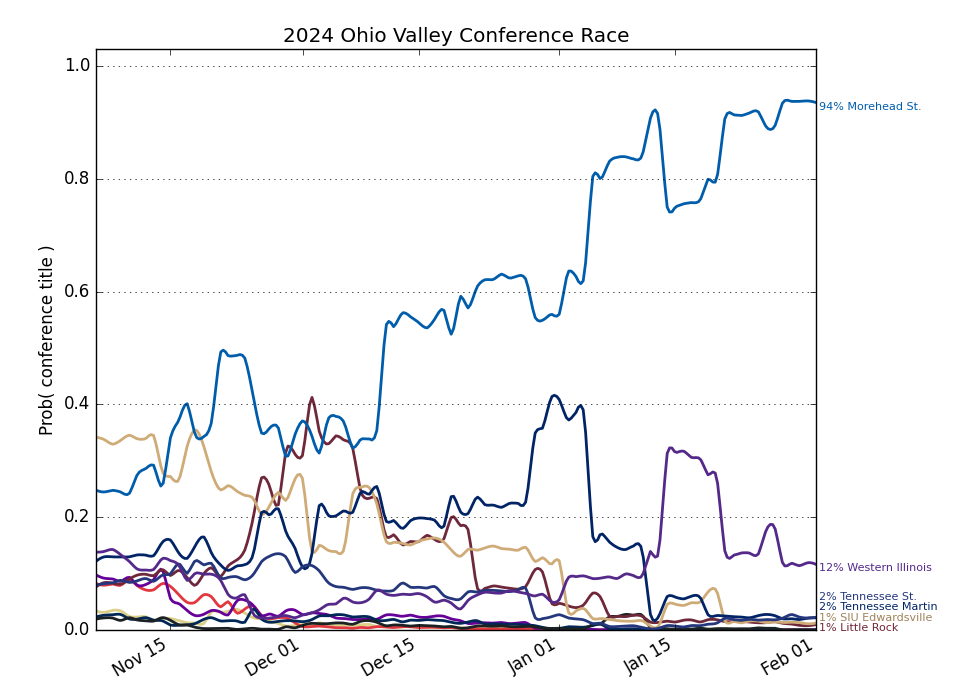 2024 Ohio Valley Conference Race
1.0
0.8
0.6
0.4
0.2
0.0
Prob( conference title )
94% Morehead St.
12% Western Illinois
2% Tennessee St.
2% Tennessee Martin
1% SIU Edwardsville
1% Little Rock
Nov 15
Dec 01
Dec 15
Jan 01
Jan 15
Feb 01